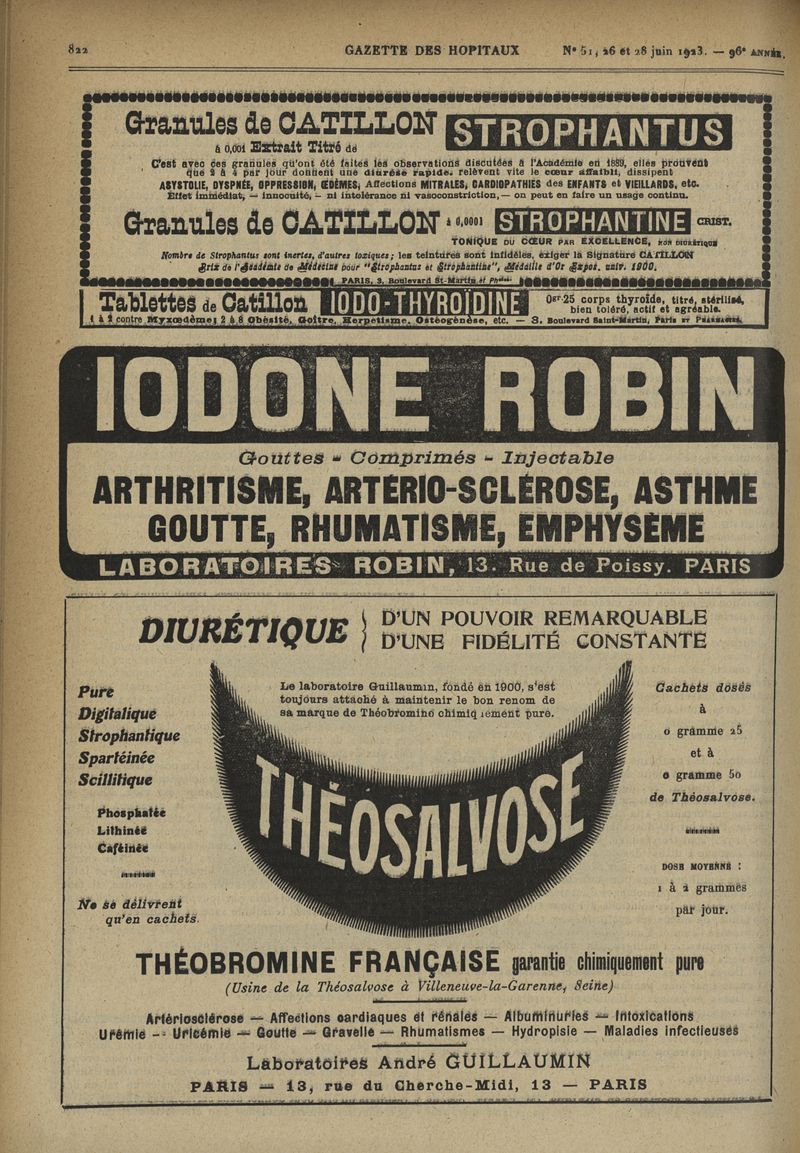 822 GAZETTE DES HOPITAUX N° 51, 26 et 28 juin 1923. — 96e ANNÉE.
Granules de CATILLON STROPHANTUS
à 0,001 Extrait Titré de
C'est avec ces granules qu'ont été faites les observations discutées à l'Académie en 1889, elles prouvent
que 2 à 4 par jour donnent une diurèse rapide, relèvent vite le cœur affaibli, dissipent
ASYSTOLIE, DYSPNÉE, OPPRESSION, ŒDÈMES, Affections MITRALES, CARDIOPATHIES des ENFANTS et VIEILLARDS, etc.
Effet immédiat, — innocuité, — ni intolérance ni vasoconstriction, — on peut en faire un usage continu.
Granules de CATILLON à 0,0001 STROPHANTINE CRIST.
TONIQUE DU CŒUR PAR EXCELLENCE, NON DIURÉTIQUE
Nombre de Strophantus sont inertes, d'autres toxiques; les teintures sont infidèles, exiger la Signature CATILLON
Prix de l'Académie de Médecine pour "Strophantus et Strophantine", Médaille d'Or Expos. univ. 1900.
PARIS, 3, Boulevard St-Martin et Phcies
Tablettes de Catillon IODO-THYROÏDINE 0gr.25 corps thyroïde, titré, stérilisé,
bien toléré, actif et agréable.
1 à 2 contre Myxœdème; 2 à 8 Obésité, Goître, Herpétisme, Ostéogénèse, etc. — 3, Boulevard Saint-Martin, Paris ET PHARMACIES.
IODONE ROBIN
Gouttes - Comprimés - Injectable
ARTHRITISME, ARTÉRIO-SCLÉROSE, ASTHME
GOUTTE, RHUMATISME, EMPHYSÈME
LABORATOIRES ROBIN, 13. Rue de Poissy. PARIS
DIURÉTIQUE { D'UN POUVOIR REMARQUABLE
D'UNE FIDÉLITÉ CONSTANTE
Le laboratoire Guillaumin, fondé en 1900, s'est
toujours attaché à maintenir le bon renom de
sa marque de Théobromine chimiq ement pure.
Pure
Digitalique
Strophantique
Spartéinée
Scillitique
Phosphatée
Lithinée
Caféinée
Ne se délivrent
qu'en cachets.
THÉOSALVOSE
Cachets dosés
à
0 gramme 25
et à
0 gramme 50
de Théosalvose.
DOSE MOYENNE :
1 à 2 grammes
par jour.
THÉOBROMINE FRANÇAISE garantie chimiquement pure
(Usine de la Théosalvose à Villeneuve-la-Garenne, Seine)
Artériosclérose — Affections cardiaques et rénales — Albuminuries — Intoxications
Urémie -- Uricémie — Goutte — Gravelle — Rhumatismes — Hydropisie — Maladies infectieuses
Laboratoires André GUILLAUMIN
PARIS — 13, rue du Cherche-Midi, 13 — PARIS